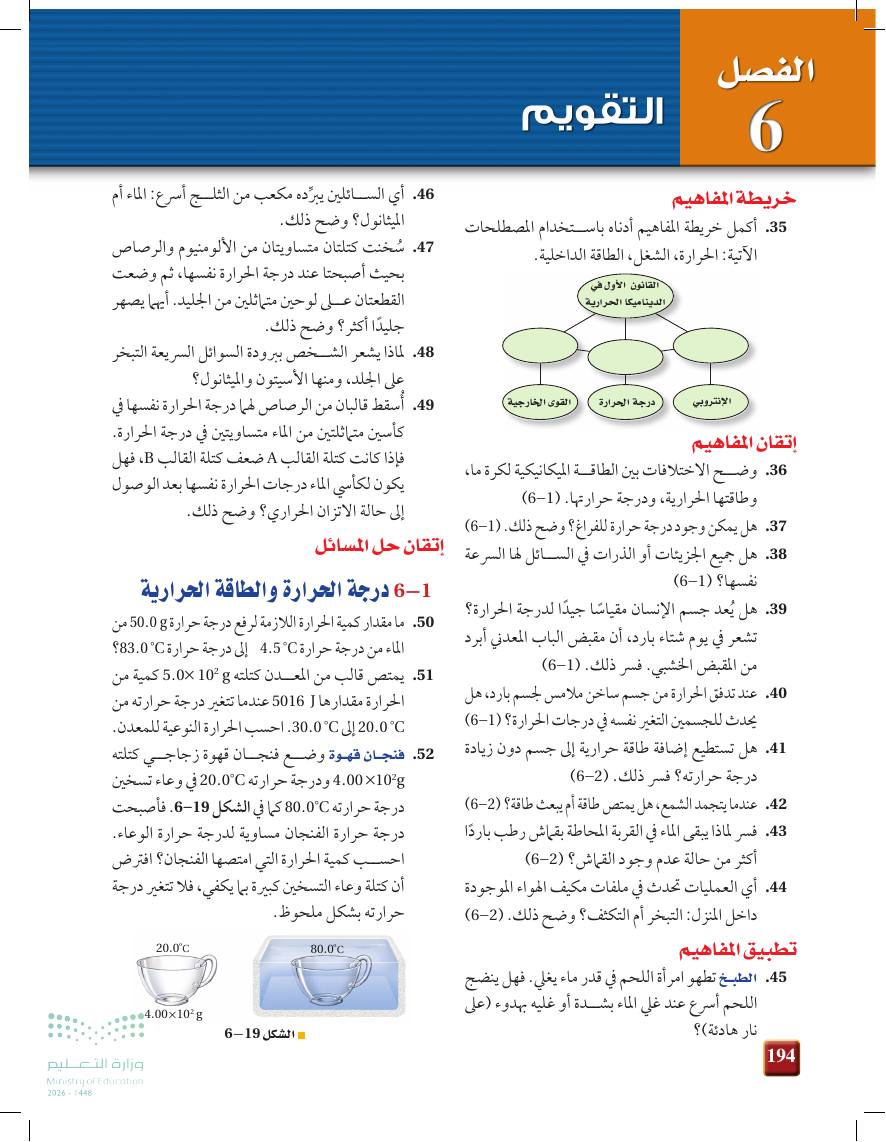 الفصل
6
التقويم
خريطة المفاهيم
35. أكمل خريطة المفاهيم أدناه باستخدام المصطلحات
الآتية: الحرارة، الشغل، الطاقة الداخلية.
القانون الأول في
الديناميكا الحرارية
الإنتروبي
درجة الحرارة
القوى الخارجية
إتقان المفاهيم
36. وضح الاختلافات بين الطاقة الميكانيكية لكرة ما،
وطاقتها الحرارية، ودرجة حرارتها. (1–6)
37. هل يمكن وجود درجة حرارة للفراغ؟ وضح ذلك. (1–6)
38. هل جميع الجزيئات أو الذرات في السائل لها السرعة
نفسها؟ (1–6)
39. هل يُعد جسم الإنسان مقياسًا جيدًا لدرجة الحرارة؟
تشعر في يوم شتاء بارد، أن مقبض الباب المعدني أبرد
من المقبض الخشبي. فسر ذلك. (1–6)
40. عند تدفق الحرارة من جسم ساخن ملامس لجسم بارد، هل
يحدث للجسمين التغير نفسه في درجات الحرارة؟ (1–6)
41. هل تستطيع إضافة طاقة حرارية إلى جسم دون زيادة
درجة حرارته؟ فسر ذلك. (2–6)
42. عندما يتجمد الشمع، هل يمتص طاقة أم يبعث طاقة؟ (2–6)
43. فسر لماذا يبقى الماء في القربة المحاطة بقماش رطب باردًا
أكثر من حالة عدم وجود القماش؟ (2–6)
44. أي العمليات تحدث في ملفات مكيف الهواء الموجودة
داخل المنزل: التبخر أم التكثف؟ وضح ذلك. (2–6)
تطبيق المفاهيم
45. الطبخ تطهو امرأة اللحم في قدر ماء يغلي. فهل ينضج
اللحم أسرع عند غلي الماء بشدة أو غليه بهدوء (على
نار هادئة)؟
46. أي السائلين يبرِّده مكعب من الثلج أسرع: الماء أم
الميثانول؟ وضح ذلك.
47. سُخنت كتلتان متساويتان من الألومنيوم والرصاص
بحيث أصبحتا عند درجة الحرارة نفسها، ثم وضعت
القطعتان على لوحين متماثلين من الجليد. أيهما يصهر
جليدًا أكثر؟ وضح ذلك.
48. لماذا يشعر الشخص ببرودة السوائل السريعة التبخر
على الجلد، ومنها الأسيتون والميثانول؟
49. أُسقط قالبان من الرصاص لهما درجة الحرارة نفسها في
كأسين متماثلتين من الماء متساويتين في درجة الحرارة.
فإذا كانت كتلة القالب A ضعف كتلة القالب B، فهل
يكون لكأسي الماء درجات الحرارة نفسها بعد الوصول
إلى حالة الاتزان الحراري؟ وضح ذلك.
إتقان حل المسائل
6–1 درجة الحرارة والطاقة الحرارية
50. ما مقدار كمية الحرارة اللازمة لرفع درجة حرارة 50.0 g من
الماء من درجة حرارة 4.5°C إلى درجة حرارة 83.0°C؟
51. يمتص قالب من المعدن كتلته 5.0×10² g كمية من
الحرارة مقدارها 5016 J عندما تتغير درجة حرارته من
20.0°C إلى 30.0°C. احسب الحرارة النوعية للمعدن.
52. فنجان قهوة وضع فنجان قهوة زجاجي كتلته
4.00×10²g ودرجة حرارته 20.0°C في وعاء تسخين
درجة حرارته 80.0°C كما في الشكل 19–6. فأصبحت
درجة حرارة الفنجان مساوية لدرجة حرارة الوعاء.
احسب كمية الحرارة التي امتصها الفنجان؟ افترض
أن كتلة وعاء التسخين كبيرة بما يكفي، فلا تتغير درجة
حرارته بشكل ملحوظ.
20.0°C
80.0°C
4.00×10² g
الشكل 19–6
وزارة التعليم
Ministry of Education
2026 - 1448
194